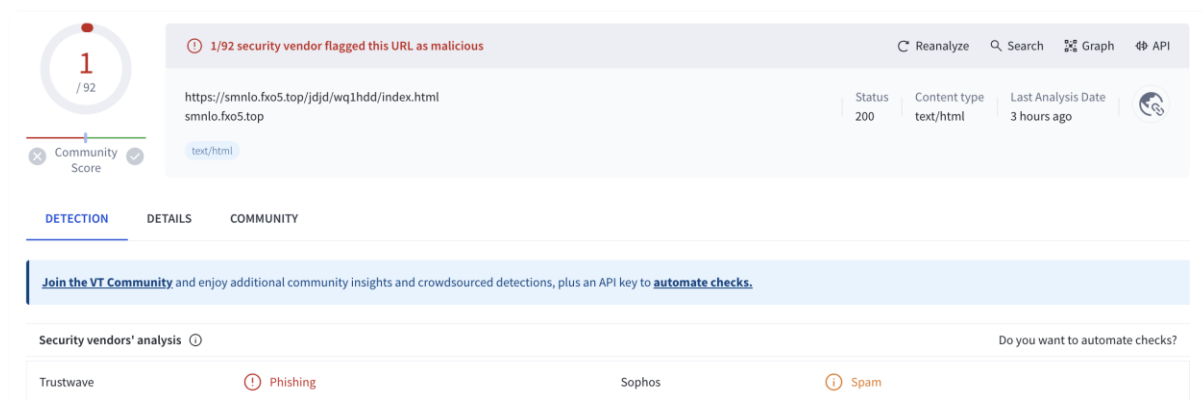 1
/ 92
Community
Score
1/92 security vendor flagged this URL as malicious
Reanalyze Search Graph API
https://smnlo.fxo5.top/jdjd/wq1hdd/index.html
smnlo.fxo5.top
text/html
Status
200
Content type
text/html
Last Analysis Date
3 hours ago
DETECTION DETAILS COMMUNITY
Join the VT Community and enjoy additional community insights and crowdsourced detections, plus an API key to automate checks.
Security vendors' analysis Do you want to automate checks?
Trustwave Phishing Sophos Spam